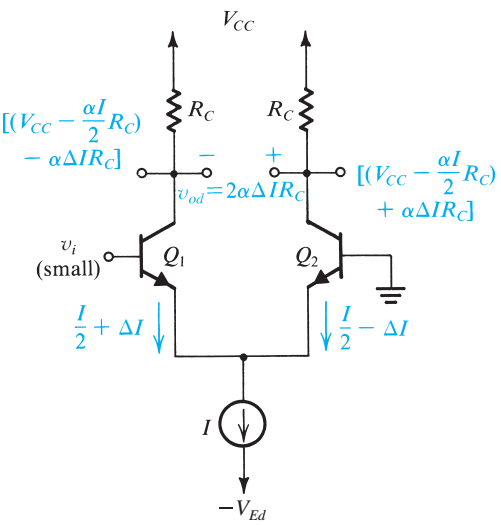 V_CC
R_C
R_C
[(V_CC − αI/2 R_C)
− αΔIR_C]
− +
v_od = 2αΔIR_C
[(V_CC − αI/2 R_C)
+ αΔIR_C]
v_i
(small)
Q_1
Q_2
I/2 + ΔI
I/2 − ΔI
I
−V_Ed